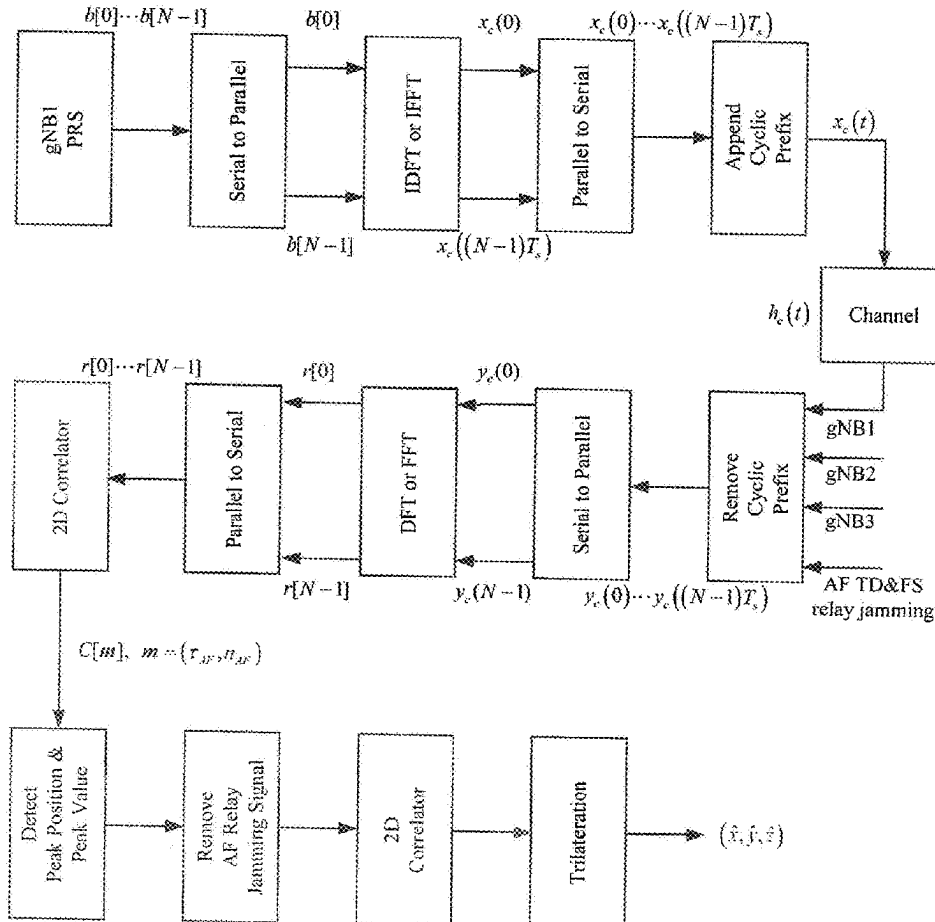 b[0]⋯b[N−1]
b[0]
x_c(0)
x_c(0)⋯x_c((N−1)T_s)
gNB1
PRS
Serial to Parallel
IDFT or IFFT
Parallel to Serial
Append
Cyclic
Prefix
x_c(t)
b[N−1]
x_c((N−1)T_s)
h_c(t)
Channel
r[0]⋯r[N−1]
r[0]
y_c(0)
2D Correlator
Parallel to Serial
DFT or FFT
Serial to Parallel
Remove
Cyclic
Prefix
gNB1
gNB2
gNB3
AF TD&FS
relay jamming
r[N−1]
y_c(N−1)
y_c(0)⋯y_c((N−1)T_s)
C[m], m=(τ_AF,n_AF)
Detect
Peak Position &
Peak Value
Remove
AF Relay
Jamming Signal
2D
Correlator
Trilateration
(x̂,ŷ,ẑ)